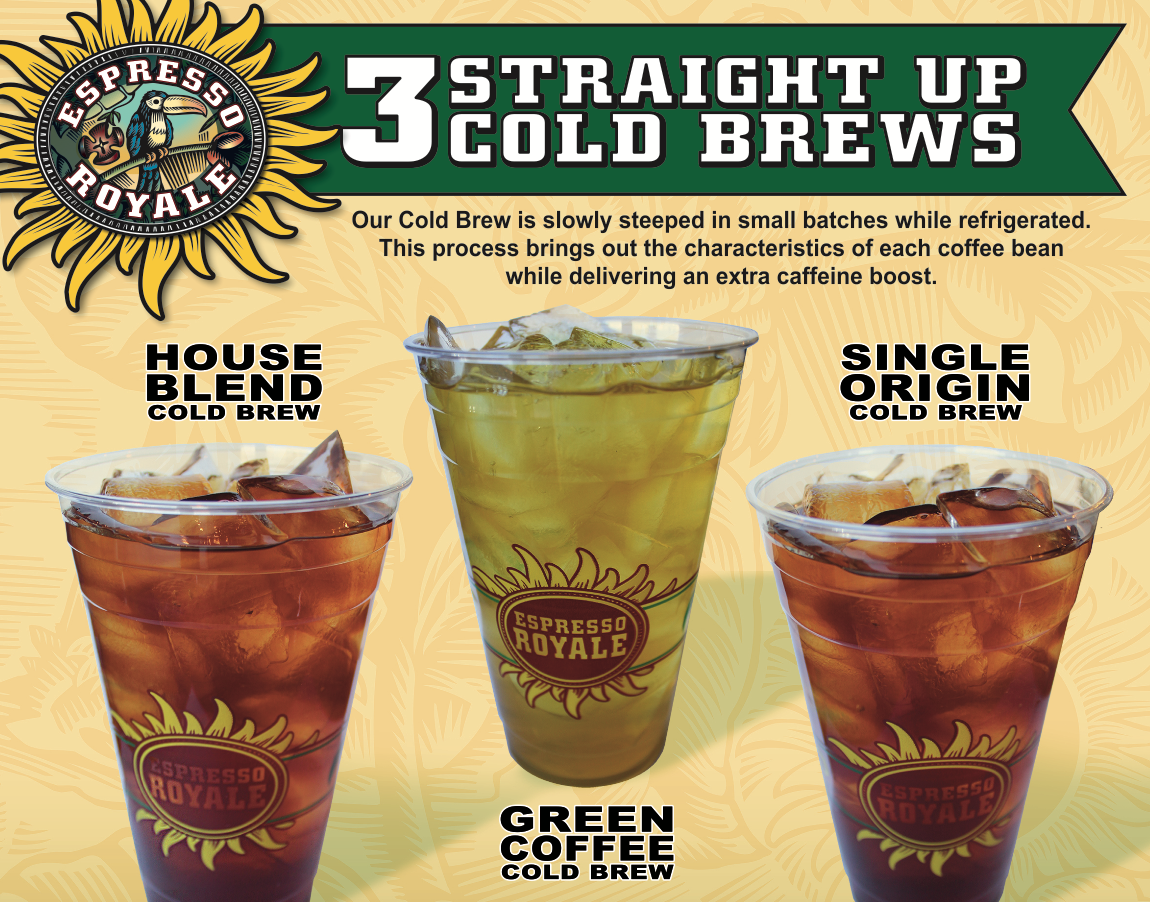 ESPRESSO
ROYALE
3 STRAIGHT UP
COLD BREWS
Our Cold Brew is slowly steeped in small batches while refrigerated.
This process brings out the characteristics of each coffee bean
while delivering an extra caffeine boost.
HOUSE
BLEND
COLD BREW
SINGLE
ORIGIN
COLD BREW
ESPRESSO
ROYALE
ESPRESSO
ROYALE
ESPRESSO
ROYALE
GREEN
COFFEE
COLD BREW